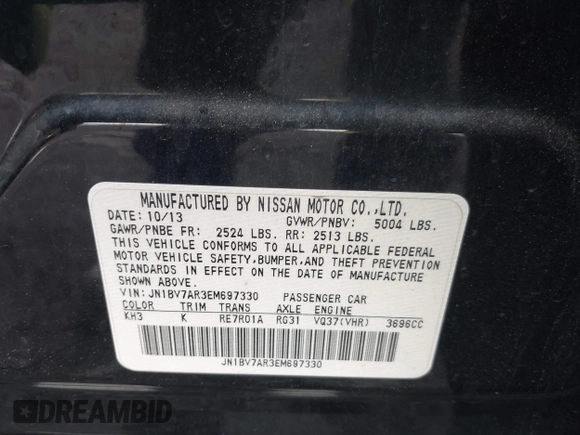 MANUFACTURED BY NISSAN MOTOR CO.,LTD.
DATE: 10/13 GVWR/PNBV: 5004 LBS.
GAWR/PNBE FR: 2524 LBS. RR: 2513 LBS.
THIS VEHICLE CONFORMS TO ALL APPLICABLE FEDERAL
MOTOR VEHICLE SAFETY,BUMPER,AND THEFT PREVENTION
STANDARDS IN EFFECT ON THE DATE OF MANUFACTURE
SHOWN ABOVE.
VIN: JN1BV7AR3EM697330 PASSENGER CAR
COLOR TRIM TRANS AXLE ENGINE
KH3 K RE7R01A RG31 VQ37(VHR) 3696CC
JN1BV7AR3EM697330
DREAMBID